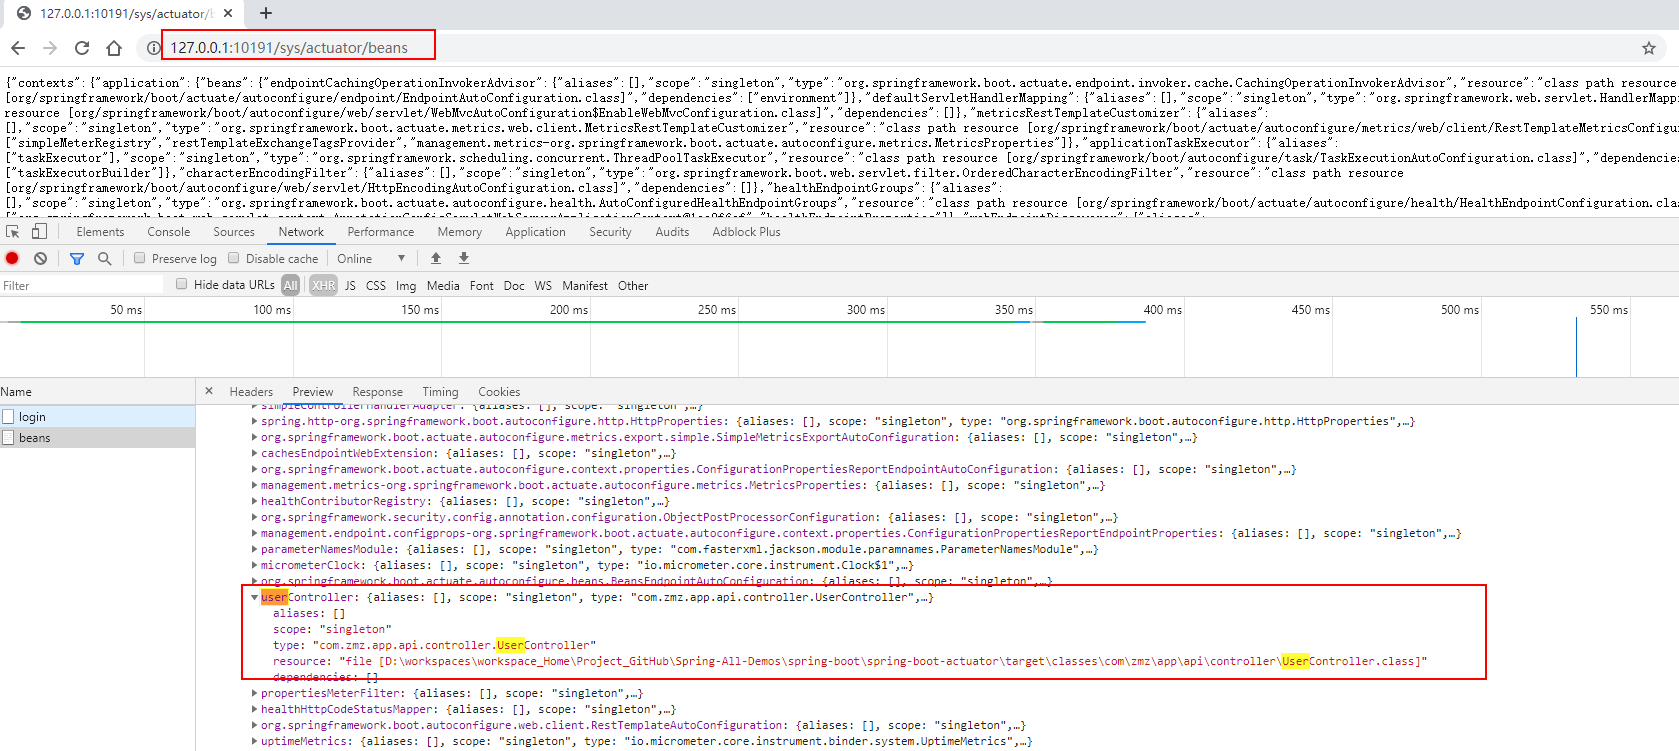 127.0.0.1:10191/sys/actuator/b
127.0.0.1:10191/sys/actuator/beans
{"contexts":{"application":{"beans":{"endpointCachingOperationInvokerAdvisor":{"aliases":[],"scope":"singleton","type":"org.springframework.boot.actuate.endpoint.invoker.cache.CachingOperationInvokerAdvisor","resource":"class path resource
[org/springframework/boot/actuate/autoconfigure/endpoint/EndpointAutoConfiguration.class]","dependencies":["environment"]},"defaultServletHandlerMapping":{"aliases":[],"scope":"singleton","type":"org.springframework.web.servlet.HandlerMapp
resource [org/springframework/boot/autoconfigure/web/servlet/WebMvcAutoConfiguration$EnableWebMvcConfiguration.class]","dependencies":[]},"metricsRestTemplateCustomizer":{"aliases":
[],"scope":"singleton","type":"org.springframework.boot.actuate.metrics.web.client.MetricsRestTemplateCustomizer","resource":"class path resource [org/springframework/boot/actuate/autoconfigure/metrics/web/client/RestTemplateMetricsConfigu
["simpleMeterRegistry","restTemplateExchangeTagsProvider","management.metrics-org.springframework.boot.actuate.autoconfigure.metrics.MetricsProperties"]},"applicationTaskExecutor":{"aliases":
["taskExecutor"],"scope":"singleton","type":"org.springframework.scheduling.concurrent.ThreadPoolTaskExecutor","resource":"class path resource [org/springframework/boot/autoconfigure/task/TaskExecutionAutoConfiguration.class]","dependencies
["taskExecutorBuilder"]},"characterEncodingFilter":{"aliases":[],"scope":"singleton","type":"org.springframework.boot.web.servlet.filter.OrderedCharacterEncodingFilter","resource":"class path resource
[org/springframework/boot/autoconfigure/web/servlet/HttpEncodingAutoConfiguration.class]","dependencies":[]},"healthEndpointGroups":{"aliases":
[],"scope":"singleton","type":"org.springframework.boot.actuate.autoconfigure.health.AutoConfiguredHealthEndpointGroups","resource":"class path resource [org/springframework/boot/actuate/autoconfigure/health/HealthEndpointConfiguration.clas
Elements Console Sources Network Performance Memory Application Security Audits Adblock Plus
Preserve log Disable cache Online
Filter Hide data URLs All XHR JS CSS Img Media Font Doc WS Manifest Other
50 ms 100 ms 150 ms 200 ms 250 ms 300 ms 350 ms 400 ms 450 ms 500 ms 550 ms
Name Headers Preview Response Timing Cookies
login
beans
simpleControllerHandlerAdapter: {aliases: [], scope: "singleton",…}
spring.http-org.springframework.boot.autoconfigure.http.HttpProperties: {aliases: [], scope: "singleton", type: "org.springframework.boot.autoconfigure.http.HttpProperties",…}
org.springframework.boot.actuate.autoconfigure.metrics.export.simple.SimpleMetricsExportAutoConfiguration: {aliases: [], scope: "singleton",…}
cachesEndpointWebExtension: {aliases: [], scope: "singleton",…}
org.springframework.boot.actuate.autoconfigure.context.properties.ConfigurationPropertiesReportEndpointAutoConfiguration: {aliases: [], scope: "singleton",…}
management.metrics-org.springframework.boot.actuate.autoconfigure.metrics.MetricsProperties: {aliases: [], scope: "singleton",…}
healthContributorRegistry: {aliases: [], scope: "singleton",…}
org.springframework.security.config.annotation.configuration.ObjectPostProcessorConfiguration: {aliases: [], scope: "singleton",…}
management.endpoint.configprops-org.springframework.boot.actuate.autoconfigure.context.properties.ConfigurationPropertiesReportEndpointProperties: {aliases: [], scope: "singleton",…}
parameterNamesModule: {aliases: [], scope: "singleton", type: "com.fasterxml.jackson.module.paramnames.ParameterNamesModule",…}
micrometerClock: {aliases: [], scope: "singleton", type: "io.micrometer.core.instrument.Clock$1",…}
org.springframework.boot.actuate.autoconfigure.beans.BeansEndpointAutoConfiguration: {aliases: [], scope: "singleton",…}
userController: {aliases: [], scope: "singleton", type: "com.zmz.app.api.controller.UserController",…}
aliases: []
scope: "singleton"
type: "com.zmz.app.api.controller.UserController"
resource: "file [D:\workspaces\workspace_Home\Project_GitHub\Spring-All-Demos\spring-boot\spring-boot-actuator\target\classes\com\zmz\app\api\controller\UserController.class]"
dependencies: []
propertiesMeterFilter: {aliases: [], scope: "singleton",…}
healthHttpCodeStatusMapper: {aliases: [], scope: "singleton",…}
org.springframework.boot.autoconfigure.web.client.RestTemplateAutoConfiguration: {aliases: [], scope: "singleton",…}
uptimeMetrics: {aliases: [], scope: "singleton", type: "io.micrometer.core.instrument.binder.system.UptimeMetrics",…}